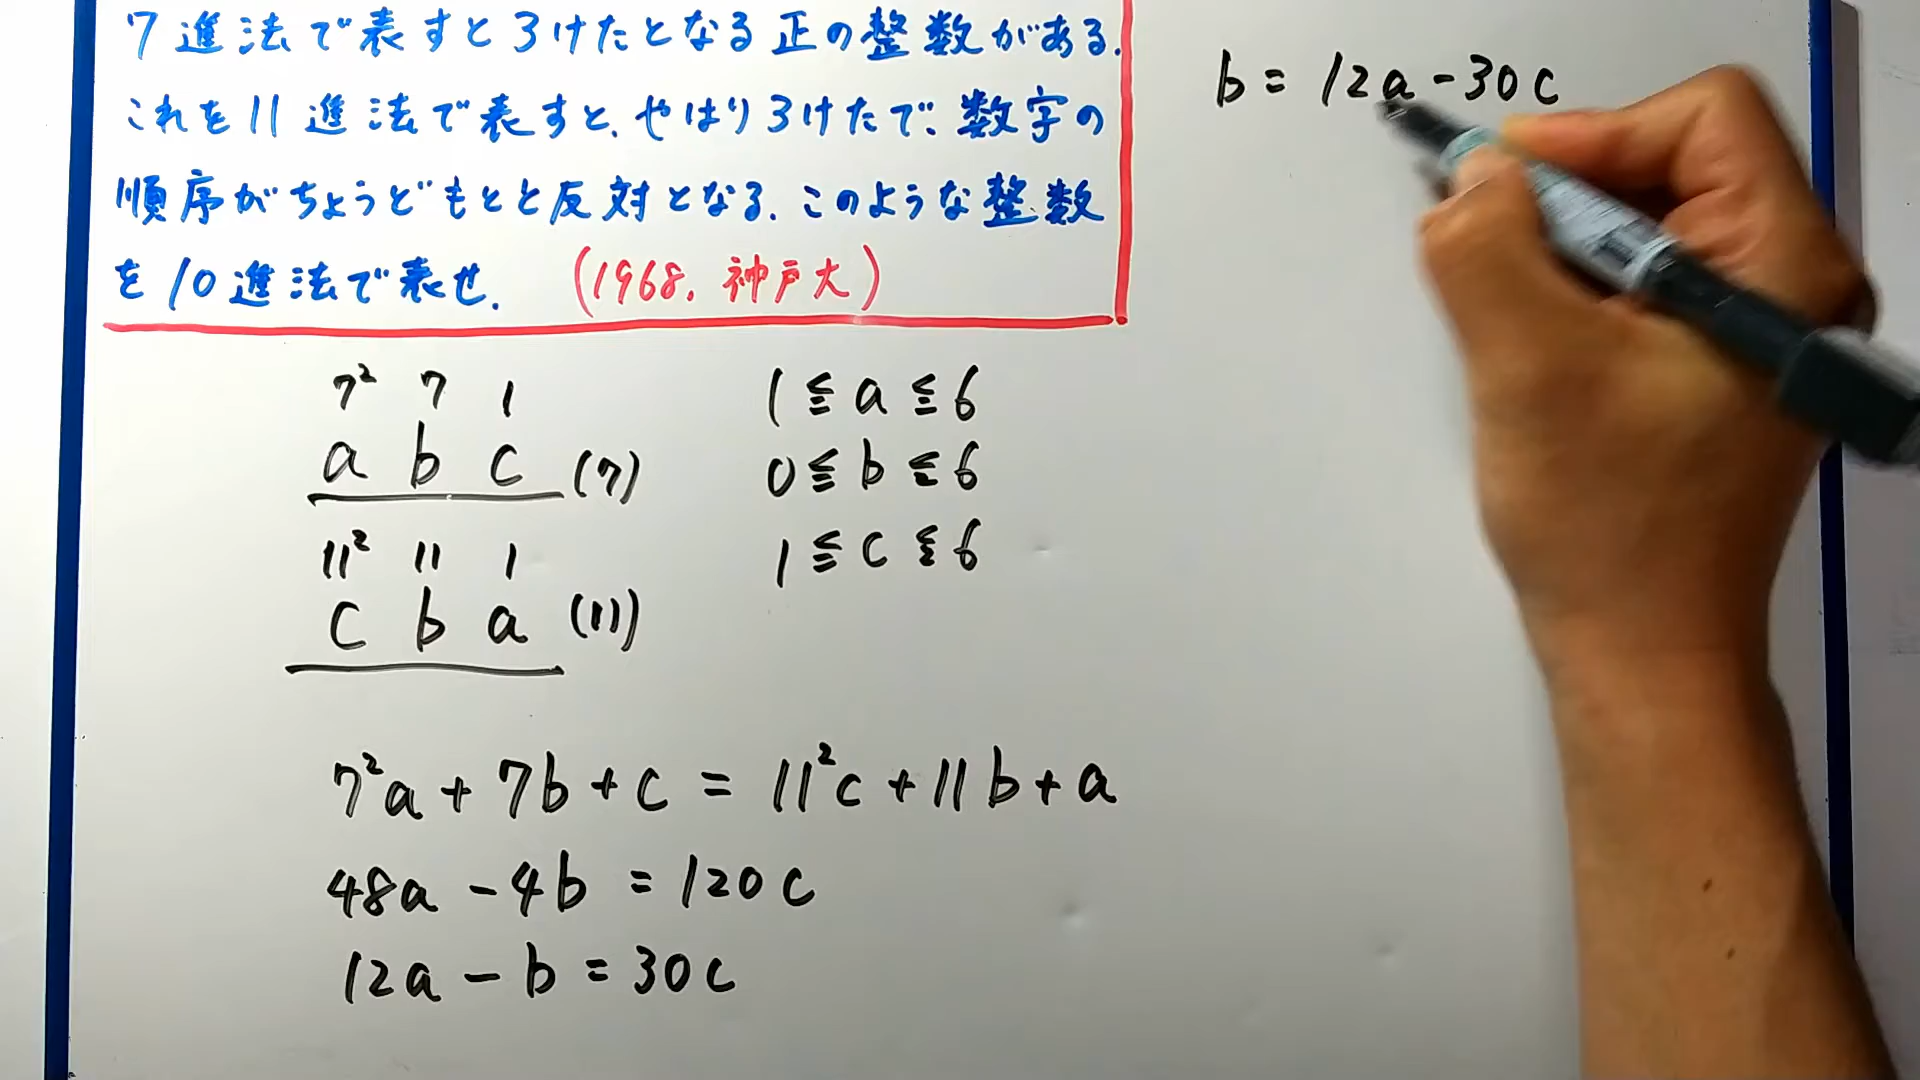 7進法で表すと3けたとなる正の整数がある.
これを11進法で表すと、やはり3けたで、数字の
順序がちょうどもとと反対となる.このような整数
を10進法で表せ. (1968, 神戸大)
7² 7 1
a b c (7)
11² 11 1
c b a (11)
1 ≦ a ≦ 6
0 ≦ b ≦ 6
1 ≦ c ≦ 6
7²a + 7b + c = 11²c + 11b + a
48a - 4b = 120c
12a - b = 30c
b = 12a - 30c